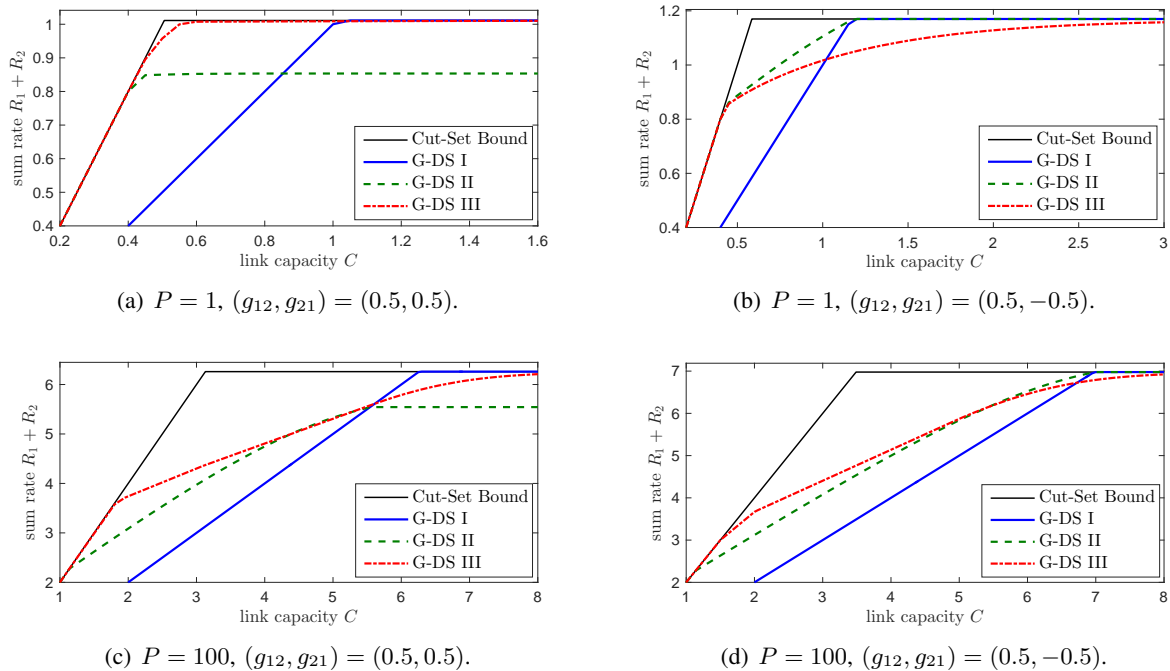 1
0.9
0.8
0.7
0.6
0.5
0.4
sum rate R₁ + R₂
Cut-Set Bound
G-DS I
G-DS II
G-DS III
0.2 0.4 0.6 0.8 1 1.2 1.4 1.6
link capacity C
(a) P = 1, (g₁₂, g₂₁) = (0.5, 0.5).
1.2
1
0.8
0.6
0.4
sum rate R₁ + R₂
Cut-Set Bound
G-DS I
G-DS II
G-DS III
0.5 1 1.5 2 2.5 3
link capacity C
(b) P = 1, (g₁₂, g₂₁) = (0.5, −0.5).
6
5
4
3
2
sum rate R₁ + R₂
Cut-Set Bound
G-DS I
G-DS II
G-DS III
1 2 3 4 5 6 7 8
link capacity C
(c) P = 100, (g₁₂, g₂₁) = (0.5, 0.5).
7
6
5
4
3
2
sum rate R₁ + R₂
Cut-Set Bound
G-DS I
G-DS II
G-DS III
1 2 3 4 5 6 7 8
link capacity C
(d) P = 100, (g₁₂, g₂₁) = (0.5, −0.5).